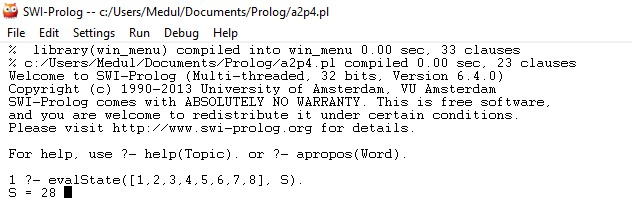 SWI-Prolog -- c:/Users/Medul/Documents/Prolog/a2p4.pl
File Edit Settings Run Debug Help
% library(win_menu) compiled into win_menu 0.00 sec, 33 clauses
% c:/Users/Medul/Documents/Prolog/a2p4.pl compiled 0.00 sec, 23 clauses
Welcome to SWI-Prolog (Multi-threaded, 32 bits, Version 6.4.0)
Copyright (c) 1990-2013 University of Amsterdam, VU Amsterdam
SWI-Prolog comes with ABSOLUTELY NO WARRANTY. This is free software,
and you are welcome to redistribute it under certain conditions.
Please visit http://www.swi-prolog.org for details.
For help, use ?- help(Topic). or ?- apropos(Word).
1 ?- evalState([1,2,3,4,5,6,7,8], S).
S = 28